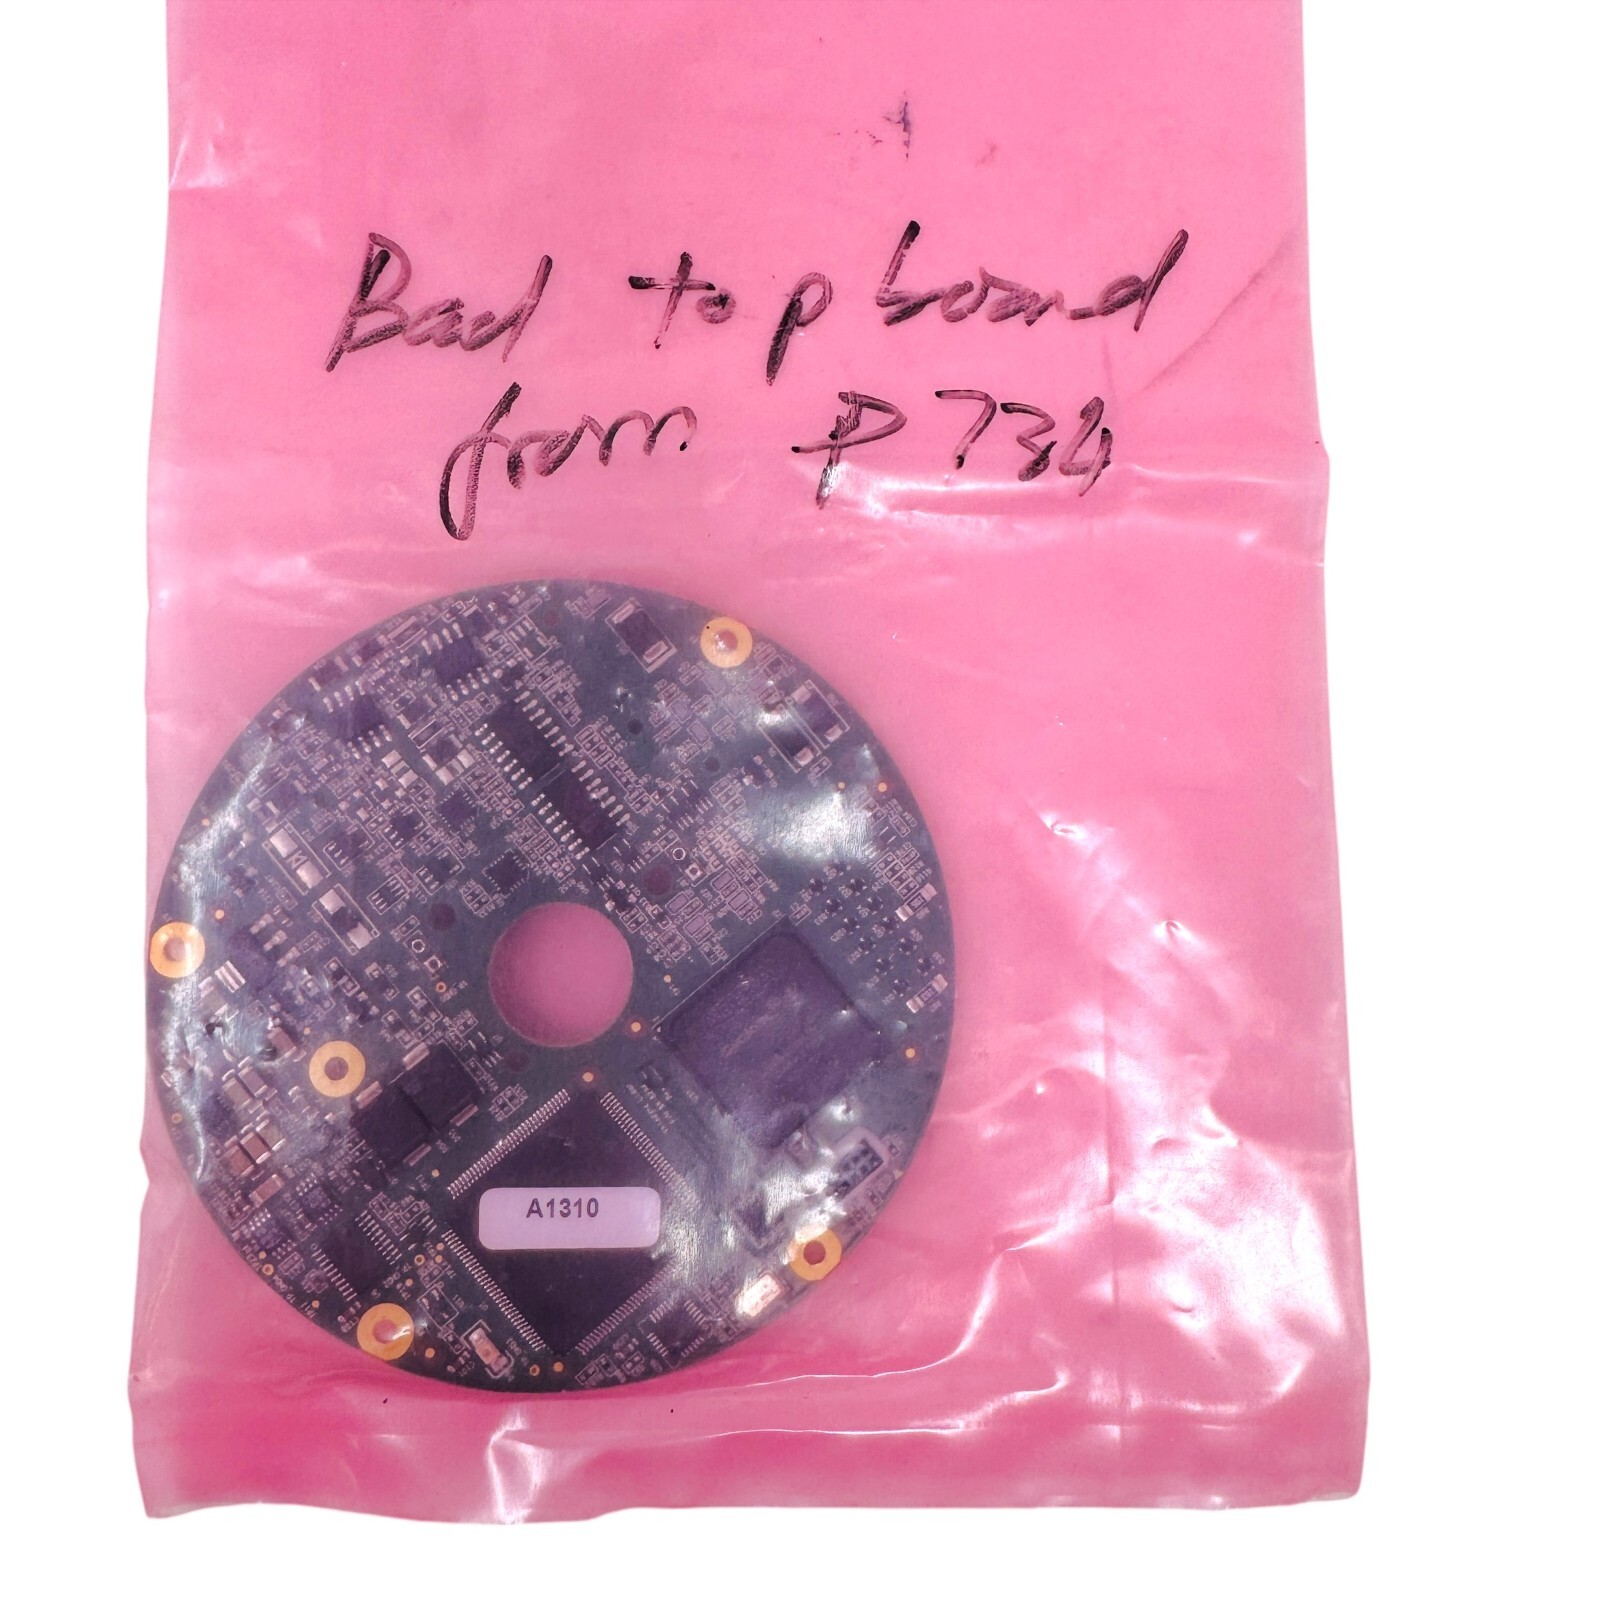 Bad top board
from P734
A1310